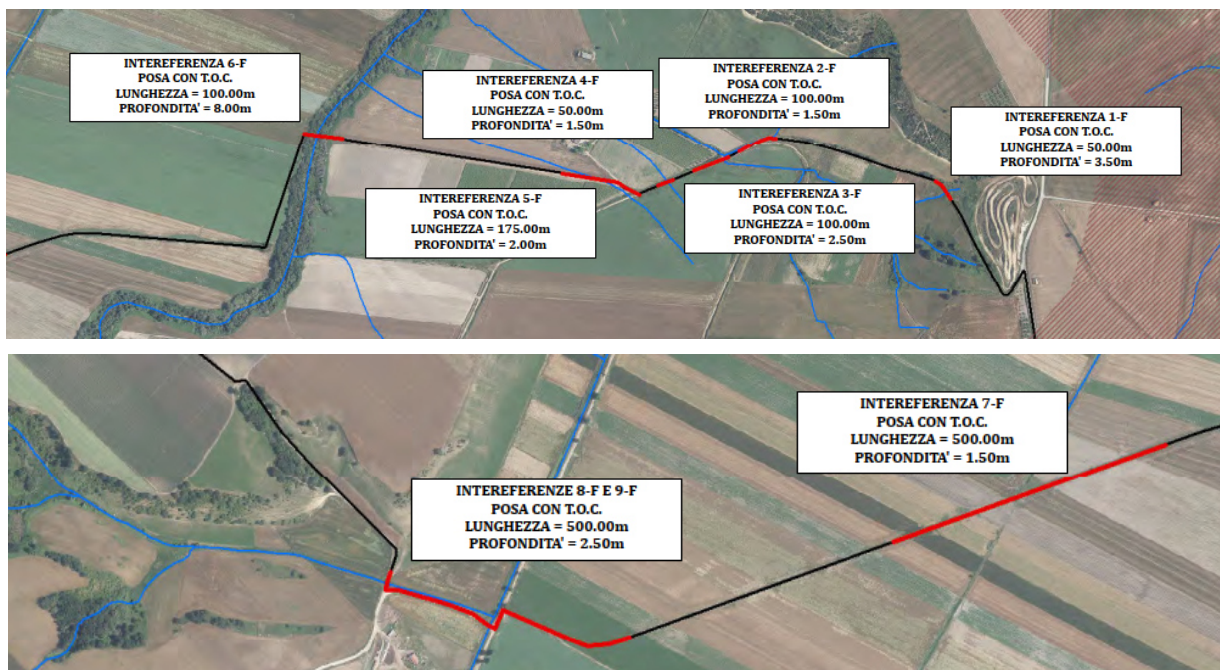 INTEREFERENZA 6-F
POSA CON T.O.C.
LUNGHEZZA = 100.00m
PROFONDITA' = 8.00m
INTEREFERENZA 4-F
POSA CON T.O.C.
LUNGHEZZA = 50.00m
PROFONDITA' = 1.50m
INTEREFERENZA 2-F
POSA CON T.O.C.
LUNGHEZZA = 100.00m
PROFONDITA' = 1.50m
INTEREFERENZA 1-F
POSA CON T.O.C.
LUNGHEZZA = 50.00m
PROFONDITA' = 3.50m
INTEREFERENZA 5-F
POSA CON T.O.C.
LUNGHEZZA = 175.00m
PROFONDITA' = 2.00m
INTEREFERENZA 3-F
POSA CON T.O.C.
LUNGHEZZA = 100.00m
PROFONDITA' = 2.50m
INTEREFERENZA 7-F
POSA CON T.O.C.
LUNGHEZZA = 500.00m
PROFONDITA' = 1.50m
INTEREFERENZE 8-F E 9-F
POSA CON T.O.C.
LUNGHEZZA = 500.00m
PROFONDITA' = 2.50m